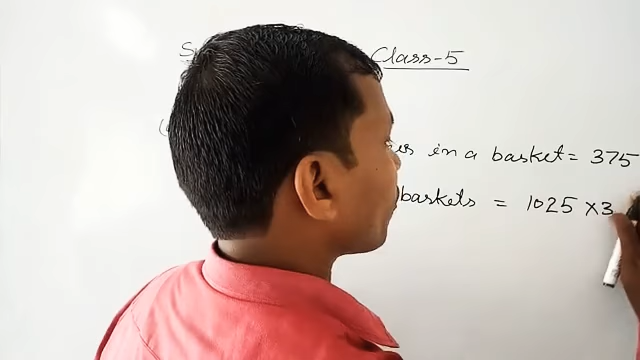 Class-5
in a basket = 375
baskets = 1025 × 3